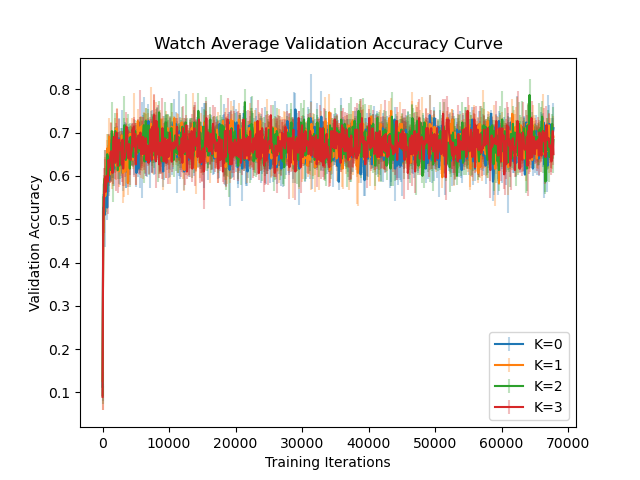 Watch Average Validation Accuracy Curve
Validation Accuracy
0.8
0.7
0.6
0.5
0.4
0.3
0.2
0.1
K=0
K=1
K=2
K=3
0 10000 20000 30000 40000 50000 60000 70000
Training Iterations